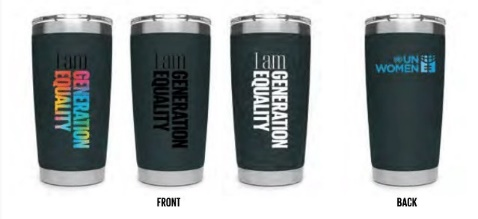 I am
GENERATION
EQUALITY
I am
GENERATION
EQUALITY
I am
GENERATION
EQUALITY
UN
WOMEN
FRONT
BACK